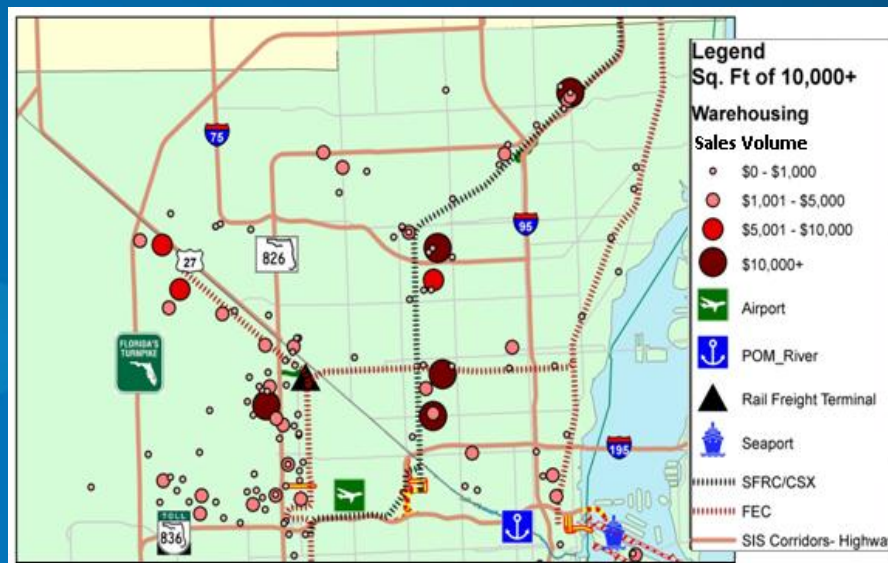 75
95
27
826
FLORIDA'S
TURNPIKE
195
TOLL
836
Legend
Sq. Ft of 10,000+
Warehousing
Sales Volume
$0 - $1,000
$1,001 - $5,000
$5,001 - $10,000
$10,000+
Airport
POM_River
Rail Freight Terminal
Seaport
SFRC/CSX
FEC
SIS Corridors- Highwa